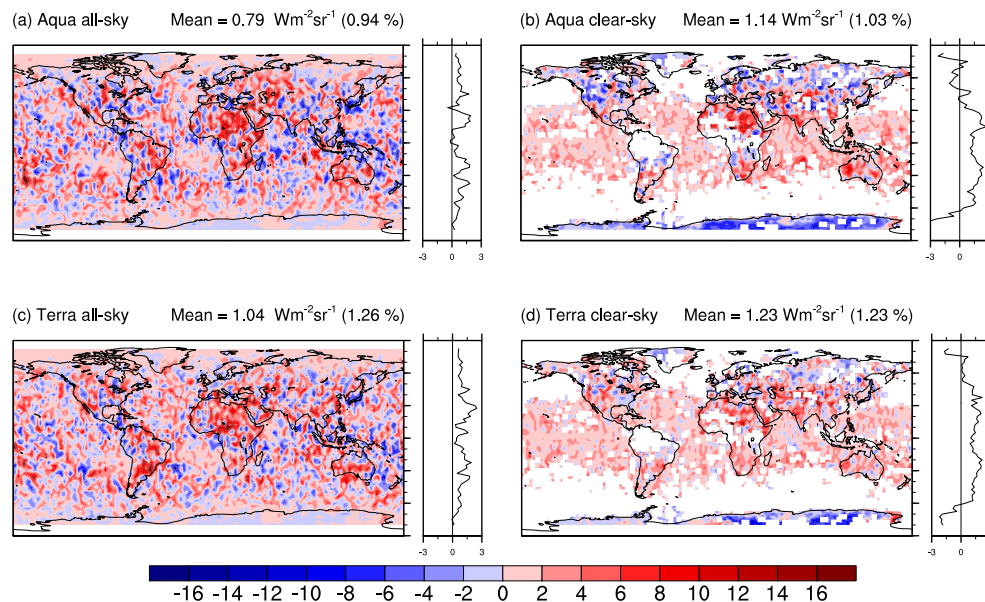 (a) Aqua all-sky Mean = 0.79 Wm⁻²sr⁻¹ (0.94 %)
(b) Aqua clear-sky Mean = 1.14 Wm⁻²sr⁻¹ (1.03 %)
-3 0 3
-3 0
(c) Terra all-sky Mean = 1.04 Wm⁻²sr⁻¹ (1.26 %)
(d) Terra clear-sky Mean = 1.23 Wm⁻²sr⁻¹ (1.23 %)
-3 0 3
-3 0
-16 -14 -12 -10 -8 -6 -4 -2 0 2 4 6 8 10 12 14 16